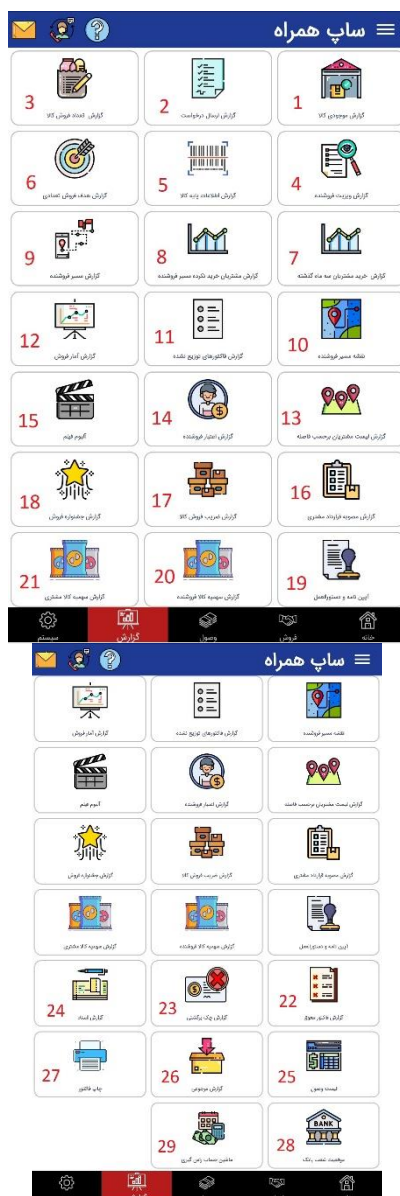 ساپ همراه
1
گزارش موجودی کالا
2
گزارش ارسال درخواست
3
گزارش تعداد فروش کالا
4
گزارش ویزیت فروشنده
5
گزارش اطلاعات پایه کالا
6
گزارش هدف فروش تعدادی
7
گزارش خرید مشتریان سه ماه گذشته
8
گزارش مشتریان خرید نکرده مسیر فروشنده
9
گزارش مسیر فروشنده
10
نقشه مسیر فروشنده
11
گزارش فاکتورهای توزیع نشده
12
گزارش آمار فروش
13
گزارش لیست مشتریان برحسب فاصله
14
گزارش اعتبار فروشنده
15
آلبوم فیلم
16
گزارش مصوبه قرارداد مشتری
17
گزارش ضریب فروش کالا
18
گزارش جشنواره فروش
19
آیین نامه و دستورالعمل
20
گزارش سهمیه کالا فروشنده
21
گزارش سهمیه کالا مشتری
خانه
فروش
وصول
گزارش
سیستم
ساپ همراه
نقشه مسیر فروشنده
گزارش فاکتورهای توزیع نشده
گزارش آمار فروش
گزارش لیست مشتریان برحسب فاصله
گزارش اعتبار فروشنده
آلبوم فیلم
گزارش مصوبه قرارداد مشتری
گزارش ضریب فروش کالا
گزارش جشنواره فروش
آیین نامه و دستورالعمل
گزارش سهمیه کالا فروشنده
گزارش سهمیه کالا مشتری
22
گزارش فاکتور معوق
23
گزارش چک برگشتی
24
گزارش اسناد
25
لیست وصول
26
گزارش مرجوعی
27
چاپ فاکتور
BANK
28
موقعیت شعب بانک
29
ماشین حساب راس گیری